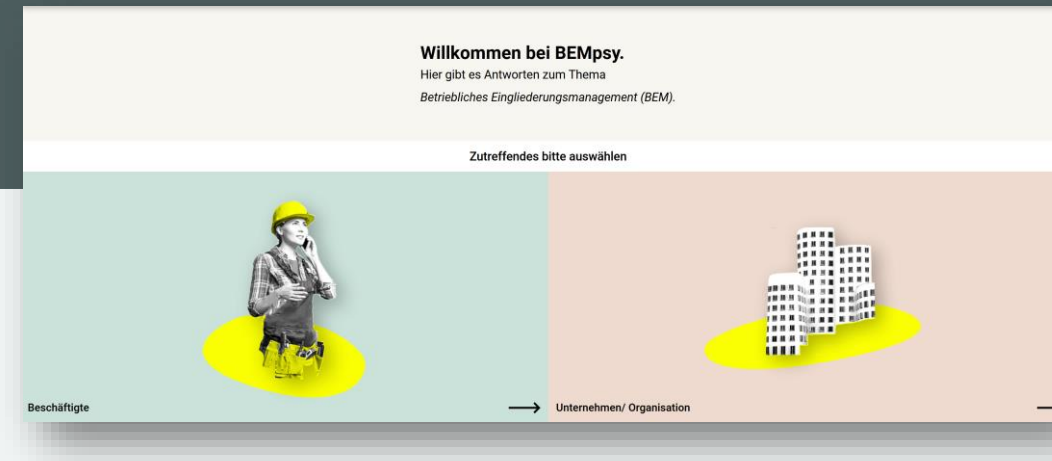 Willkommen bei BEMpsy.
Hier gibt es Antworten zum Thema
Betriebliches Eingliederungsmanagement (BEM).
Zutreffendes bitte auswählen
Beschäftigte
Unternehmen/ Organisation